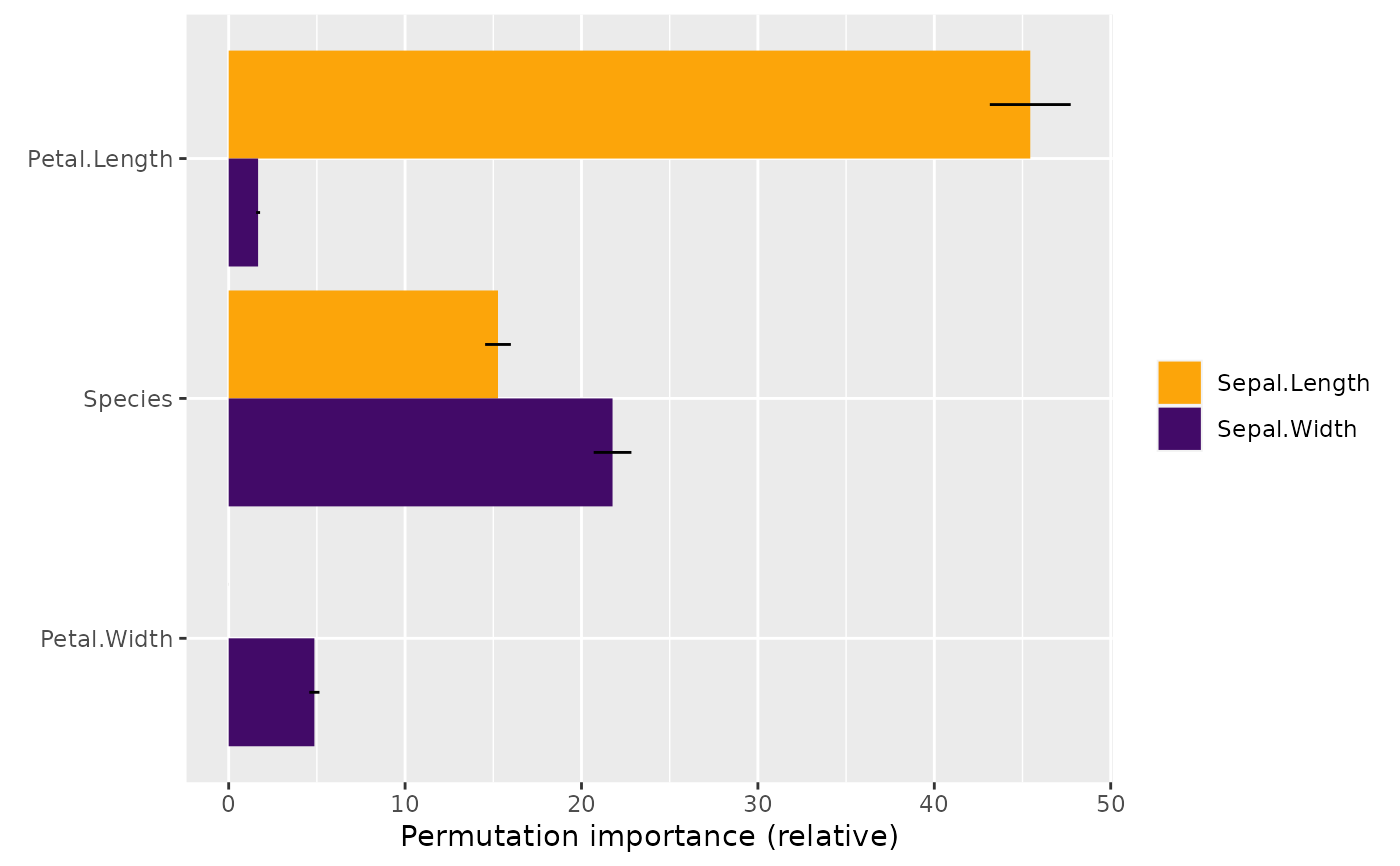 Petal.Length
Species
Petal.Width
Sepal.Length
Sepal.Width
0 10 20 30 40 50
Permutation importance (relative)